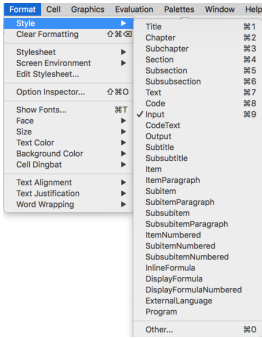 Format Cell Graphics Evaluation Palettes Window Help
Style ▶
Clear Formatting ⇧⌘⌫
Stylesheet ▶
Screen Environment ▶
Edit Stylesheet...
Option Inspector... ⇧⌘O
Show Fonts... ⌘T
Face ▶
Size ▶
Text Color ▶
Background Color ▶
Cell Dingbat ▶
Text Alignment ▶
Text Justification ▶
Word Wrapping ▶
Title ⌘1
Chapter ⌘2
Subchapter ⌘3
Section ⌘4
Subsection ⌘5
Subsubsection ⌘6
Text ⌘7
Code ⌘8
✓ Input ⌘9
CodeText
Output
Subtitle
Subsubtitle
Item
ItemParagraph
Subitem
SubitemParagraph
Subsubitem
SubsubitemParagraph
ItemNumbered
SubitemNumbered
SubsubitemNumbered
InlineFormula
DisplayFormula
DisplayFormulaNumbered
ExternalLanguage
Program
Other... ⌘0